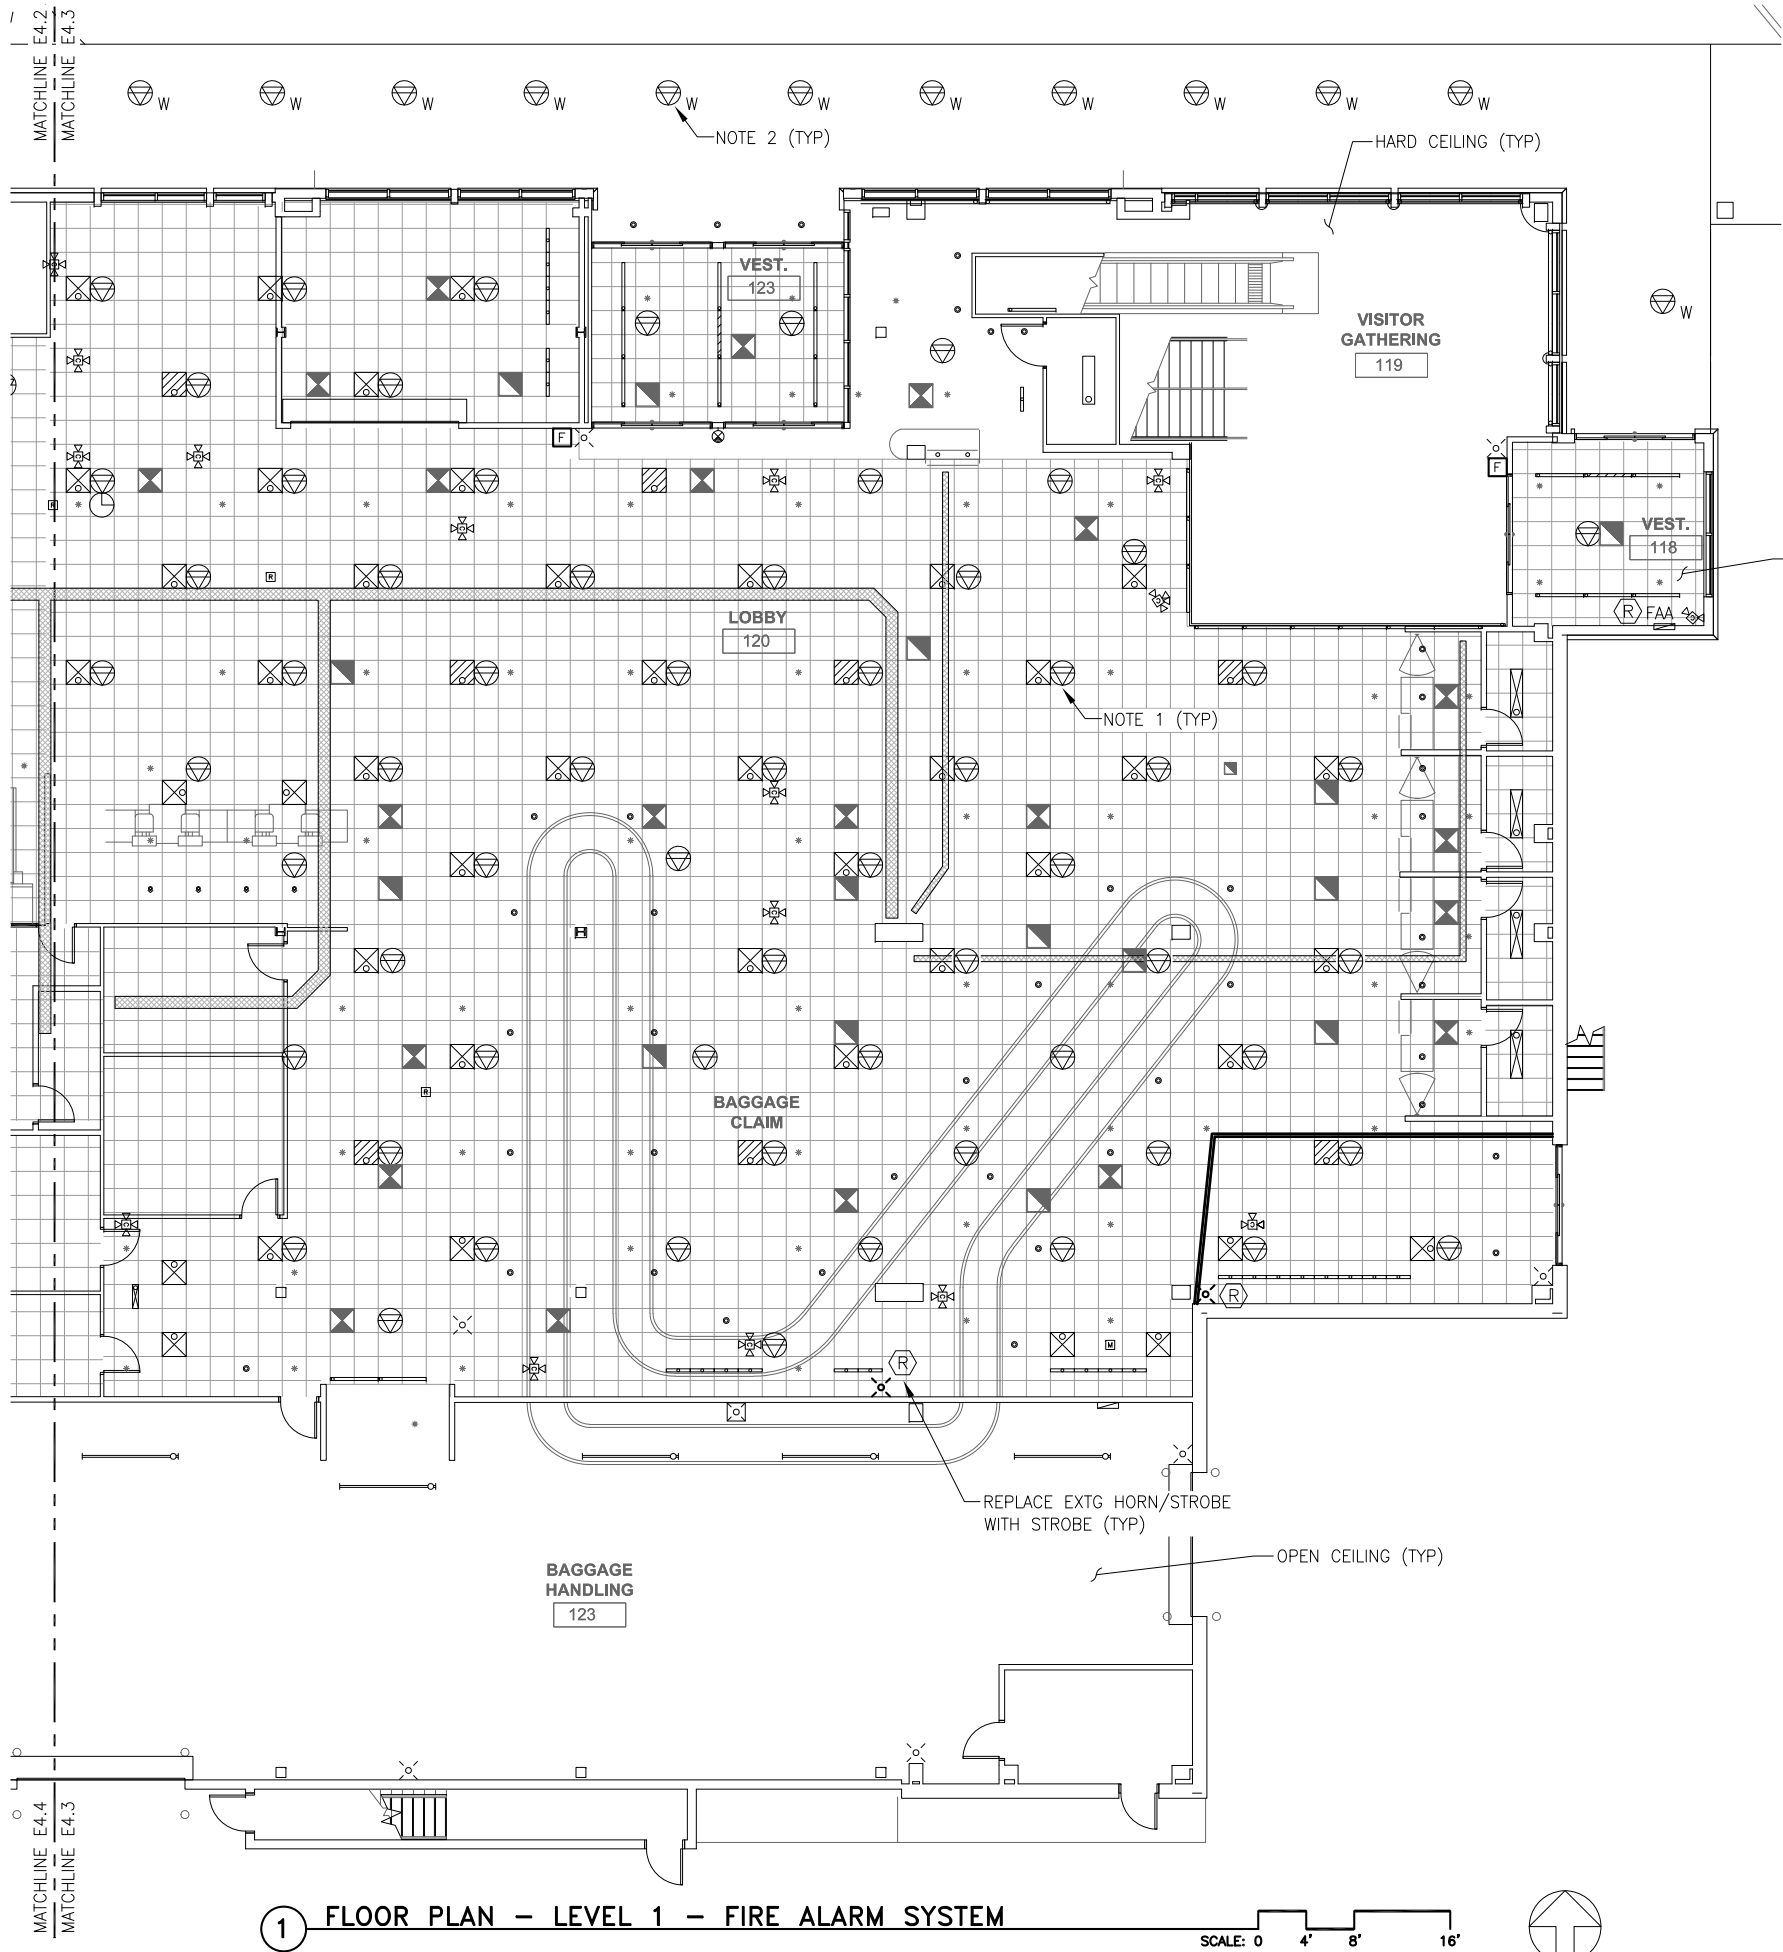 MATCHLINE E4.2
MATCHLINE E4.3
W W W W W W W W W W W
NOTE 2 (TYP)
HARD CEILING (TYP)
VEST.
123
W
VISITOR
GATHERING
119
F
F
VEST.
118
R FAA
R
LOBBY
120
NOTE 1 (TYP)
R
BAGGAGE
CLAIM
R
M
R
REPLACE EXTG HORN/STROBE
WITH STROBE (TYP)
OPEN CEILING (TYP)
BAGGAGE
HANDLING
123
MATCHLINE E4.4
MATCHLINE E4.3
1 FLOOR PLAN - LEVEL 1 - FIRE ALARM SYSTEM
SCALE: 0 4' 8' 16'